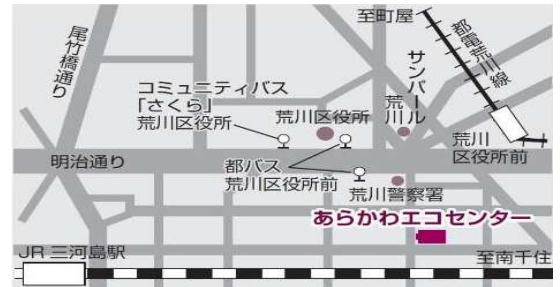 至町屋
都電荒川線
尾竹橋通り
サンパール
荒川
コミュニティバス
「さくら」
荒川区役所
荒川区役所
荒川
区役所前
明治通り
都バス
荒川区役所前
荒川警察署
あらかわエコセンター
JR 三河島駅
至南千住